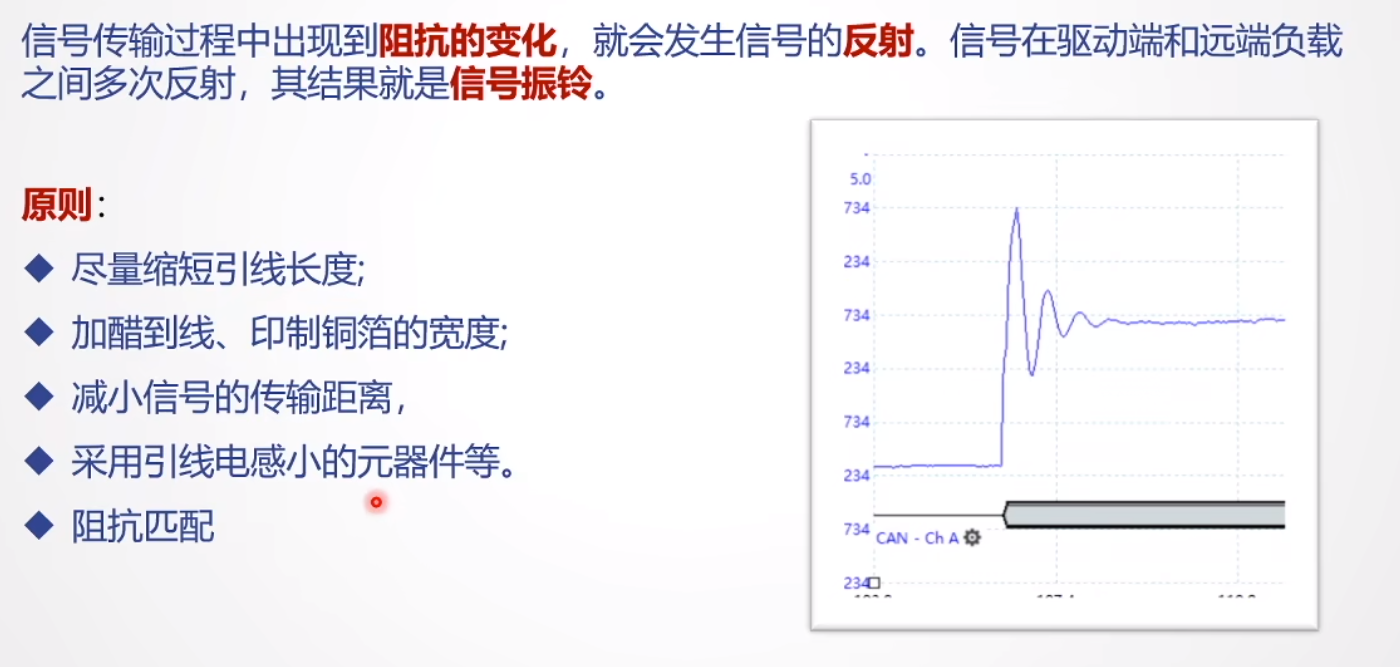 信号传输过程中出现到阻抗的变化，就会发生信号的反射。信号在驱动端和远端负载
之间多次反射，其结果就是信号振铃。
原则：
尽量缩短引线长度;
加醋到线、印制铜箔的宽度;
减小信号的传输距离，
采用引线电感小的元器件等。
阻抗匹配
5.0
734
234
734
234
734
234
734
CAN - Ch A
234